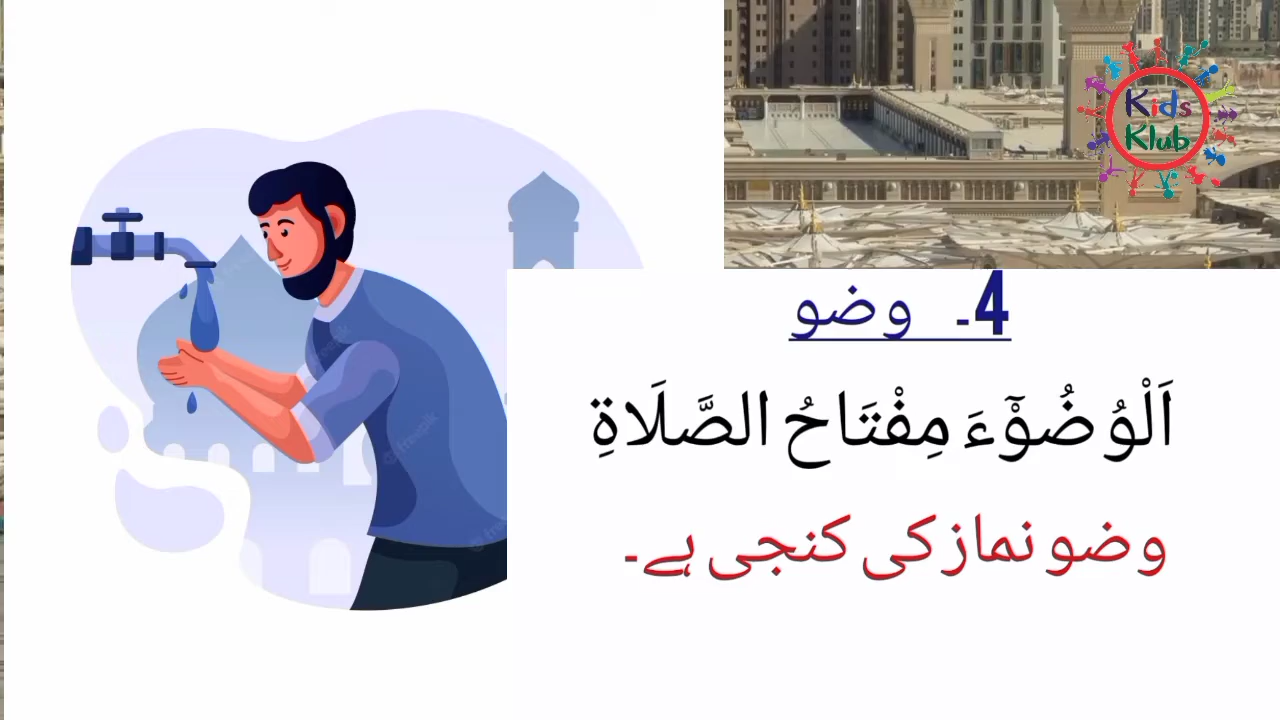 Kids
Klub
4۔ وضو
اَلْوُضُوْٓءَ مِفْتَاحُ الصَّلَاةِ
وضو نماز کی کنجی ہے۔